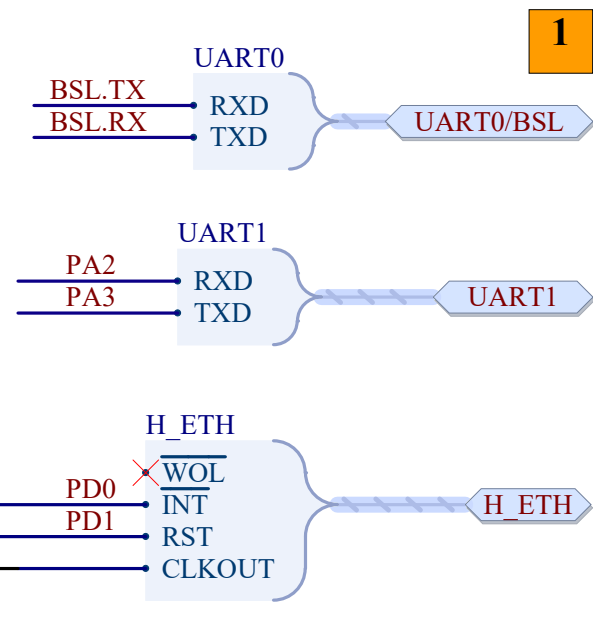 1
UART0
BSL.TX RXD
BSL.RX TXD
UART0/BSL
UART1
PA2 RXD
PA3 TXD
UART1
H_ETH
WOL
PD0 INT
PD1 RST
CLKOUT
H_ETH